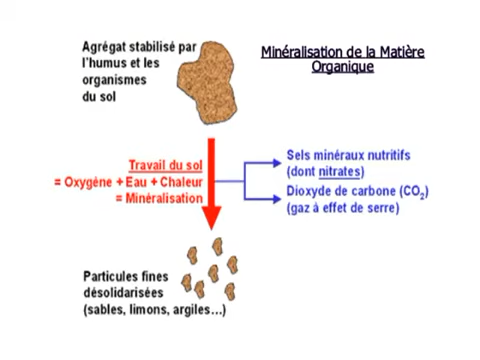 Agrégat stabilisé par
l'humus et les
organismes
du sol
Minéralisation de la Matière
Organique
Travail du sol
= Oxygène + Eau + Chaleur
= Minéralisation
Sels minéraux nutritifs
(dont nitrates)
Dioxyde de carbone (CO₂)
(gaz à effet de serre)
Particules fines
désolidarisées
(sables, limons, argiles...)